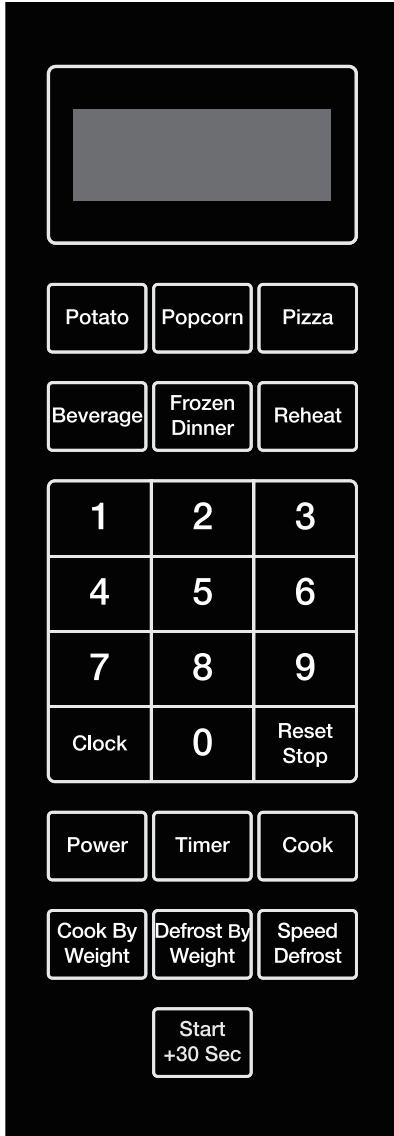 Potato Popcorn Pizza
Beverage Frozen Dinner Reheat
1 2 3
4 5 6
7 8 9
Clock 0 Reset Stop
Power Timer Cook
Cook By Weight Defrost By Weight Speed Defrost
Start
+30 Sec